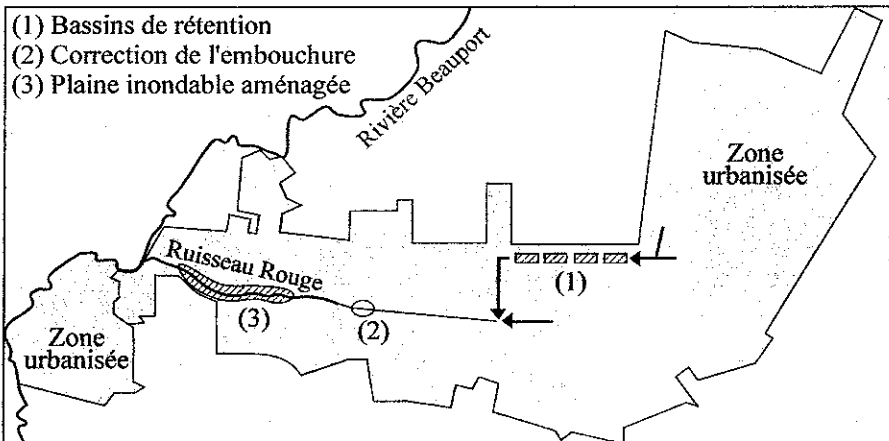 (1) Bassins de rétention
(2) Correction de l'embouchure
(3) Plaine inondable aménagée
Rivière Beauport
Zone
urbanisée
Ruisseau Rouge
(1)
(3)
(2)
Zone
urbanisée